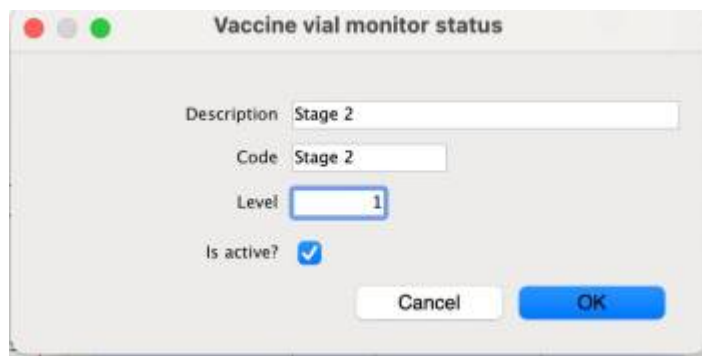 Vaccine vial monitor status
Description Stage 2
Code Stage 2
Level 1
Is active?
Cancel OK